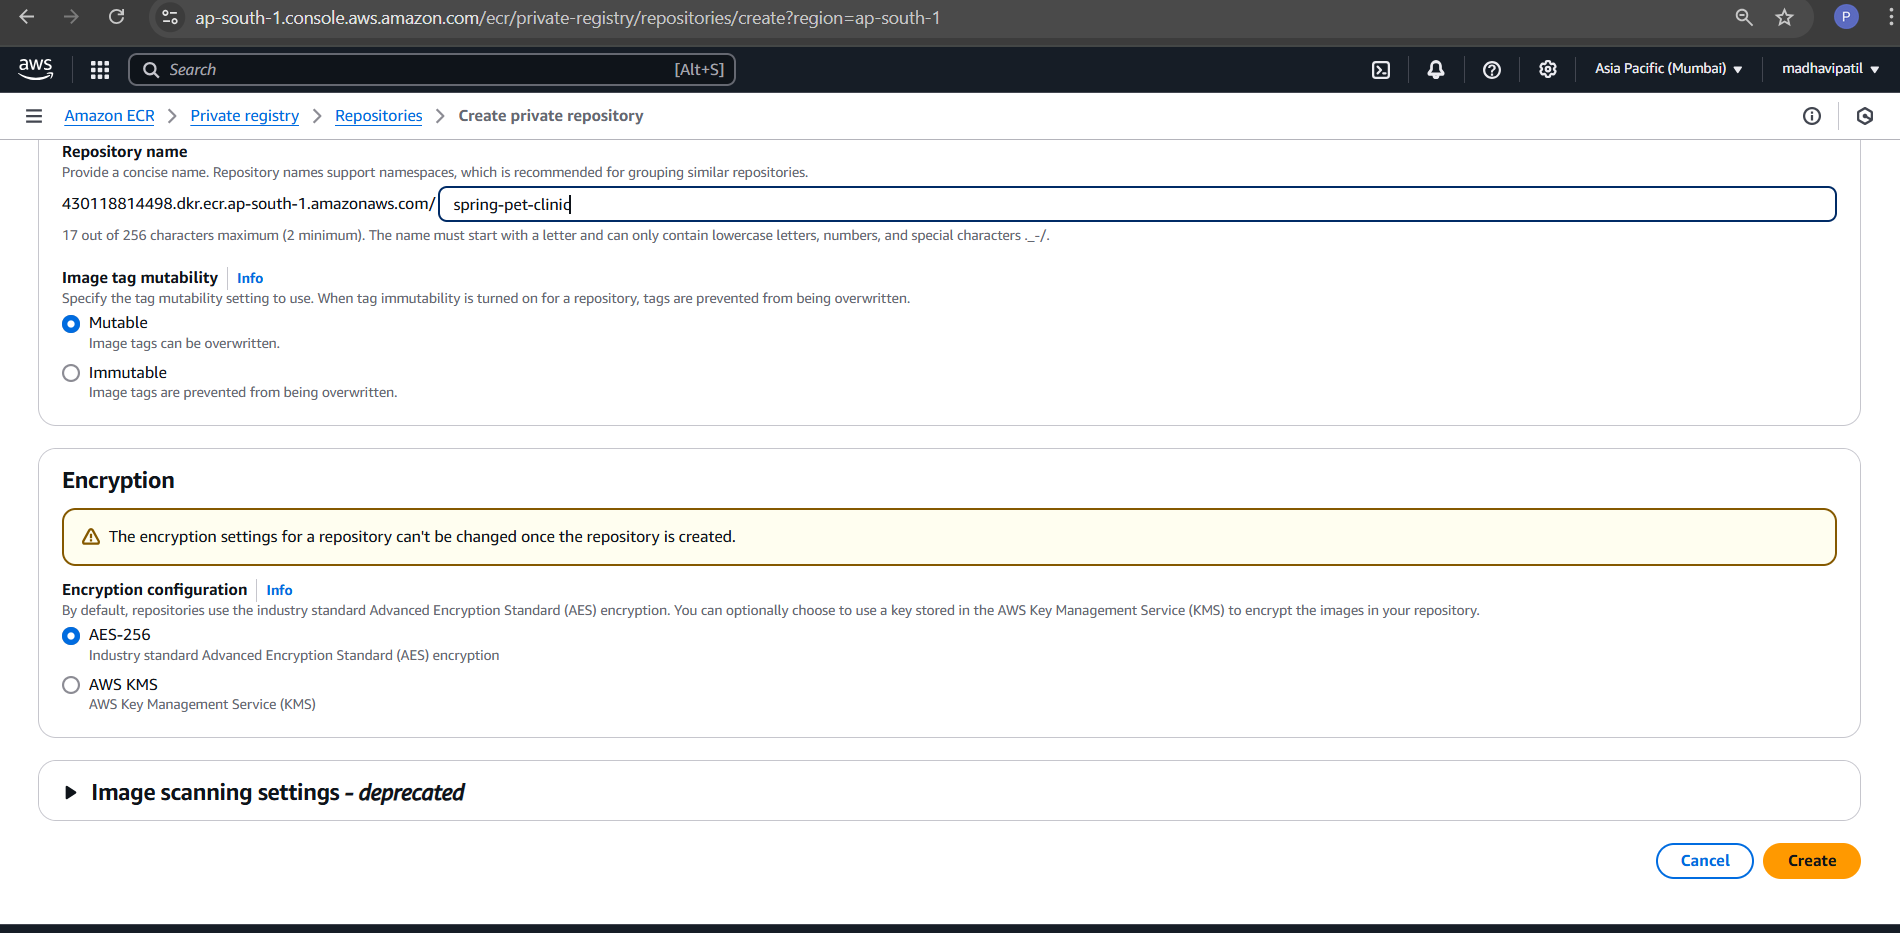 ap-south-1.console.aws.amazon.com/ecr/private-registry/repositories/create?region=ap-south-1
P
aws
Search
[Alt+S]
Asia Pacific (Mumbai)
madhavipatil
Amazon ECR > Private registry > Repositories > Create private repository
Repository name
Provide a concise name. Repository names support namespaces, which is recommended for grouping similar repositories.
430118814498.dkr.ecr.ap-south-1.amazonaws.com/ spring-pet-clinic
17 out of 256 characters maximum (2 minimum). The name must start with a letter and can only contain lowercase letters, numbers, and special characters ._-/.
Image tag mutability Info
Specify the tag mutability setting to use. When tag immutability is turned on for a repository, tags are prevented from being overwritten.
Mutable
Image tags can be overwritten.
Immutable
Image tags are prevented from being overwritten.
Encryption
The encryption settings for a repository can't be changed once the repository is created.
Encryption configuration Info
By default, repositories use the industry standard Advanced Encryption Standard (AES) encryption. You can optionally choose to use a key stored in the AWS Key Management Service (KMS) to encrypt the images in your repository.
AES-256
Industry standard Advanced Encryption Standard (AES) encryption
AWS KMS
AWS Key Management Service (KMS)
Image scanning settings - deprecated
Cancel
Create